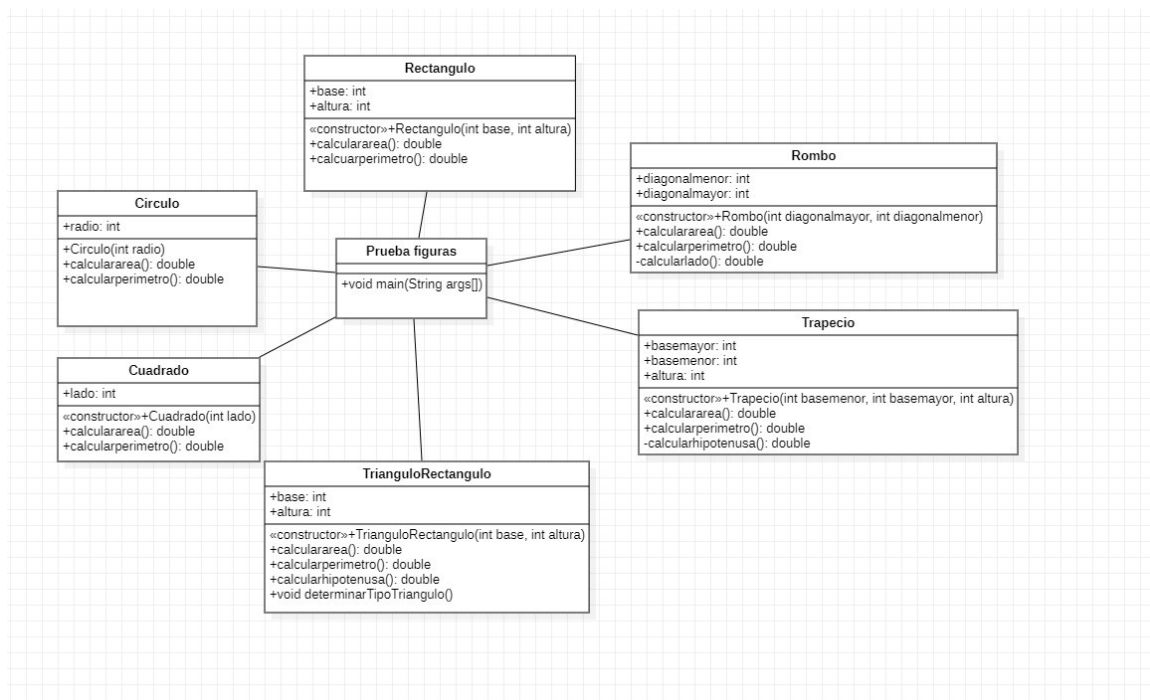 Rectangulo
+base: int
+altura: int
«constructor»+Rectangulo(int base, int altura)
+calculararea(): double
+calcuarperimetro(): double
Rombo
+diagonalmenor: int
+diagonalmayor: int
«constructor»+Rombo(int diagonalmayor, int diagonalmenor)
+calculararea(): double
+calcularperimetro(): double
-calcularlado(): double
Circulo
+radio: int
+Circulo(int radio)
+calculararea(): double
+calcularperimetro(): double
Prueba figuras
+void main(String args[])
Trapecio
+basemayor: int
+basemenor: int
+altura: int
«constructor»+Trapecio(int basemenor, int basemayor, int altura)
+calculararea(): double
+calcularperimetro(): double
-calcularhipotenusa(): double
Cuadrado
+lado: int
«constructor»+Cuadrado(int lado)
+calculararea(): double
+calcularperimetro(): double
TrianguloRectangulo
+base: int
+altura: int
«constructor»+TrianguloRectangulo(int base, int altura)
+calculararea(): double
+calcularperimetro(): double
+calcularhipotenusa(): double
+void determinarTipoTriangulo()